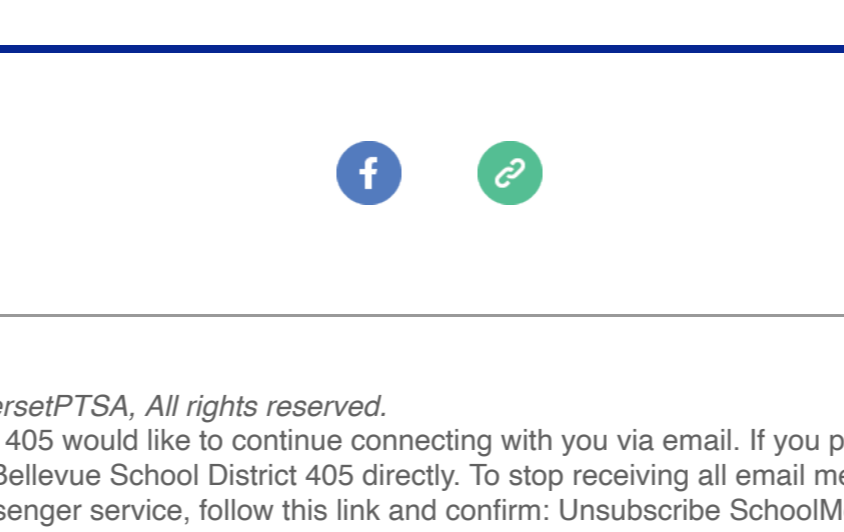 ersetPTSA, All rights reserved.
405 would like to continue connecting with you via email. If you p
Bellevue School District 405 directly. To stop receiving all email me
senger service, follow this link and confirm: Unsubscribe SchoolM